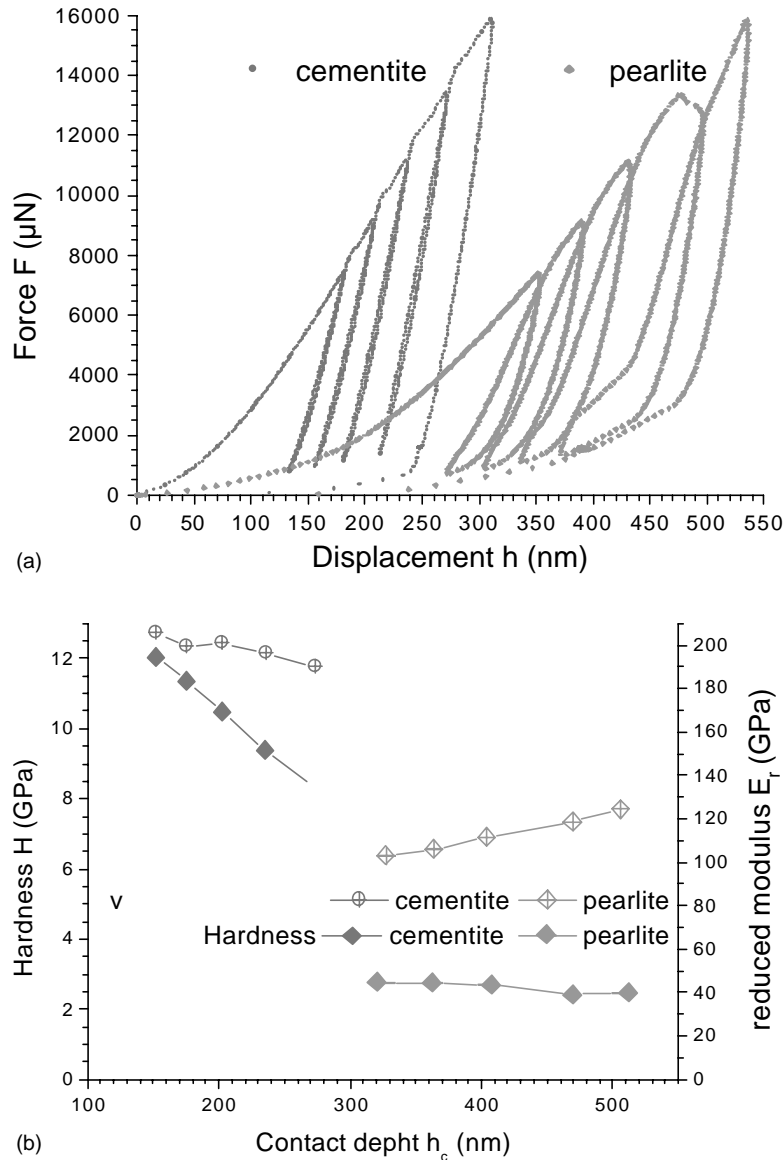 16000
14000
12000
10000
8000
6000
4000
2000
0
Force F (µN)
cementite
pearlite
0 50 100 150 200 250 300 350 400 450 500 550
Displacement h (nm)
(a)
12
10
8
6
4
2
0
Hardness H (GPa)
200
180
160
140
120
100
80
60
40
20
0
reduced modulus E_r (GPa)
v
cementite pearlite
Hardness cementite pearlite
100 200 300 400 500
Contact depht h_c (nm)
(b)